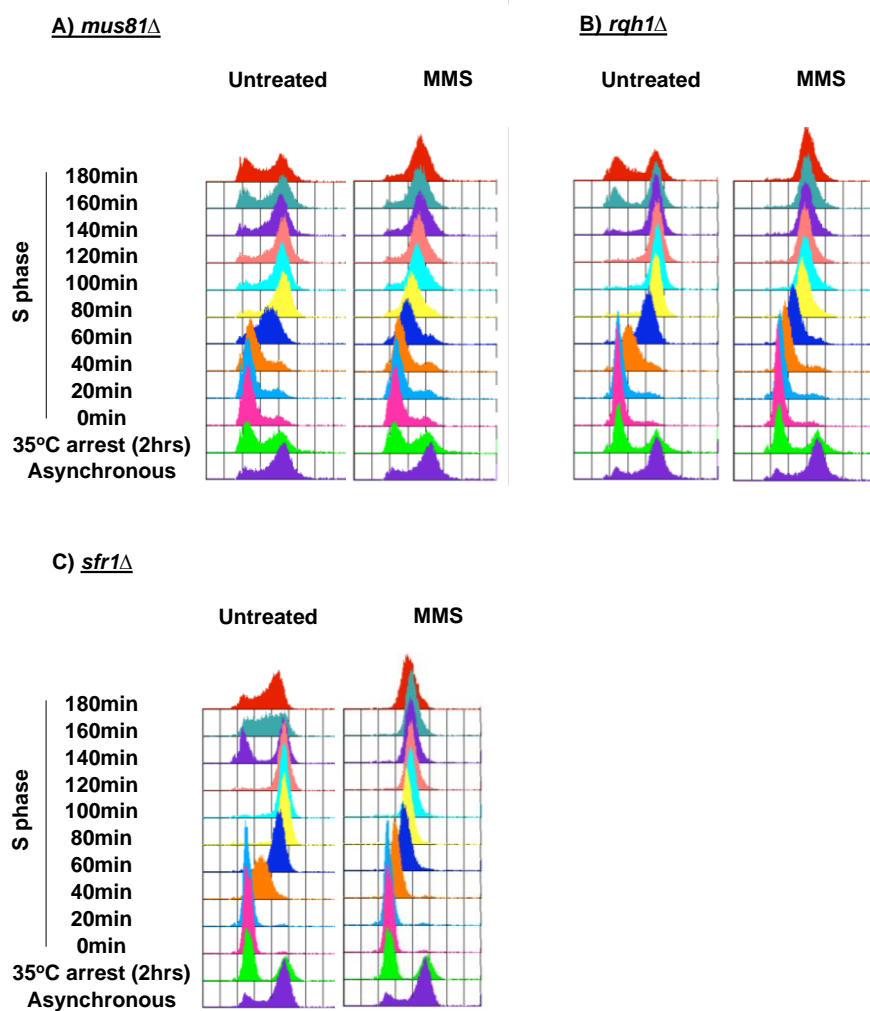 A) mus81Δ
Untreated
MMS
S phase
180min
160min
140min
120min
100min
80min
60min
40min
20min
0min
35ºC arrest (2hrs)
Asynchronous
B) rqh1Δ
Untreated
MMS
C) sfr1Δ
Untreated
MMS
S phase
180min
160min
140min
120min
100min
80min
60min
40min
20min
0min
35ºC arrest (2hrs)
Asynchronous